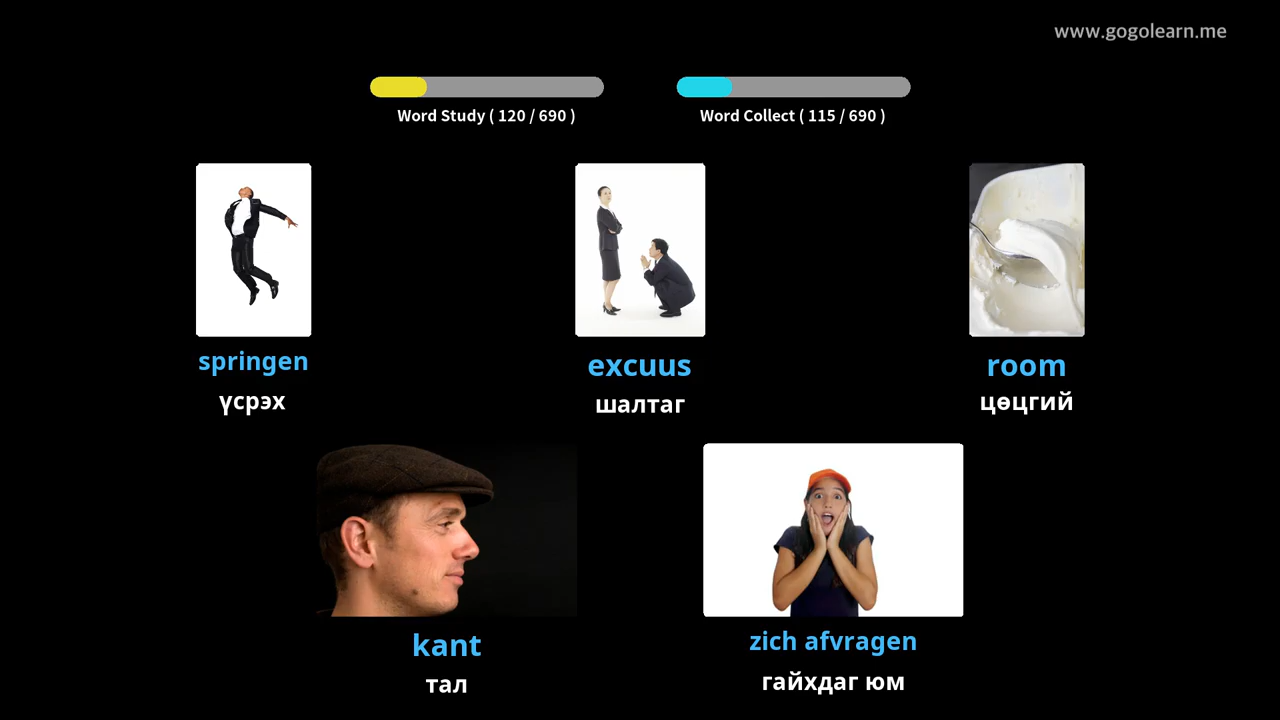 www.gogolearn.me
Word Study ( 120 / 690 )
Word Collect ( 115 / 690 )
springen
үсрэх
excuus
шалтаг
room
цөцгий
kant
тал
zich afvragen
гайхдаг юм